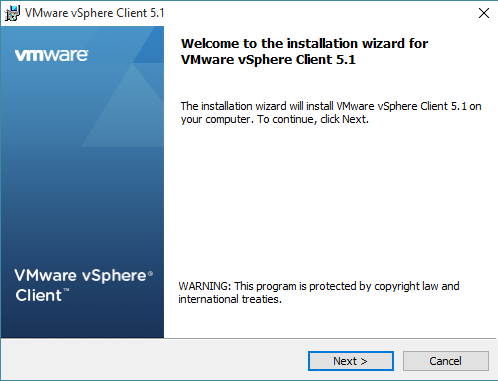 VMware vSphere Client 5.1
vmware
Welcome to the installation wizard for
VMware vSphere Client 5.1
The installation wizard will install VMware vSphere Client 5.1 on
your computer. To continue, click Next.
VMware vSphere®
Client™
WARNING: This program is protected by copyright law and
international treaties.
Next >
Cancel